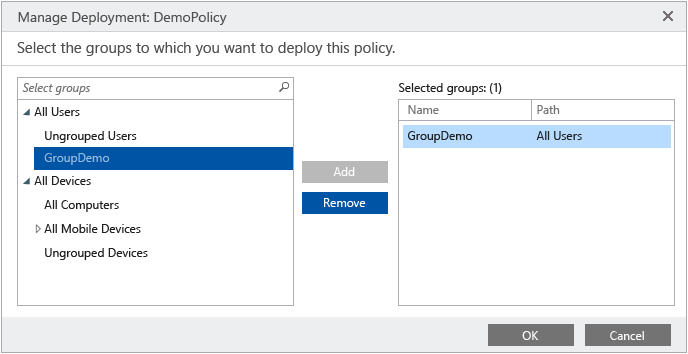 Manage Deployment: DemoPolicy
Select the groups to which you want to deploy this policy.
Select groups
All Users
Ungrouped Users
GroupDemo
All Devices
All Computers
All Mobile Devices
Ungrouped Devices
Add
Remove
Selected groups: (1)
Name Path
GroupDemo All Users
OK Cancel